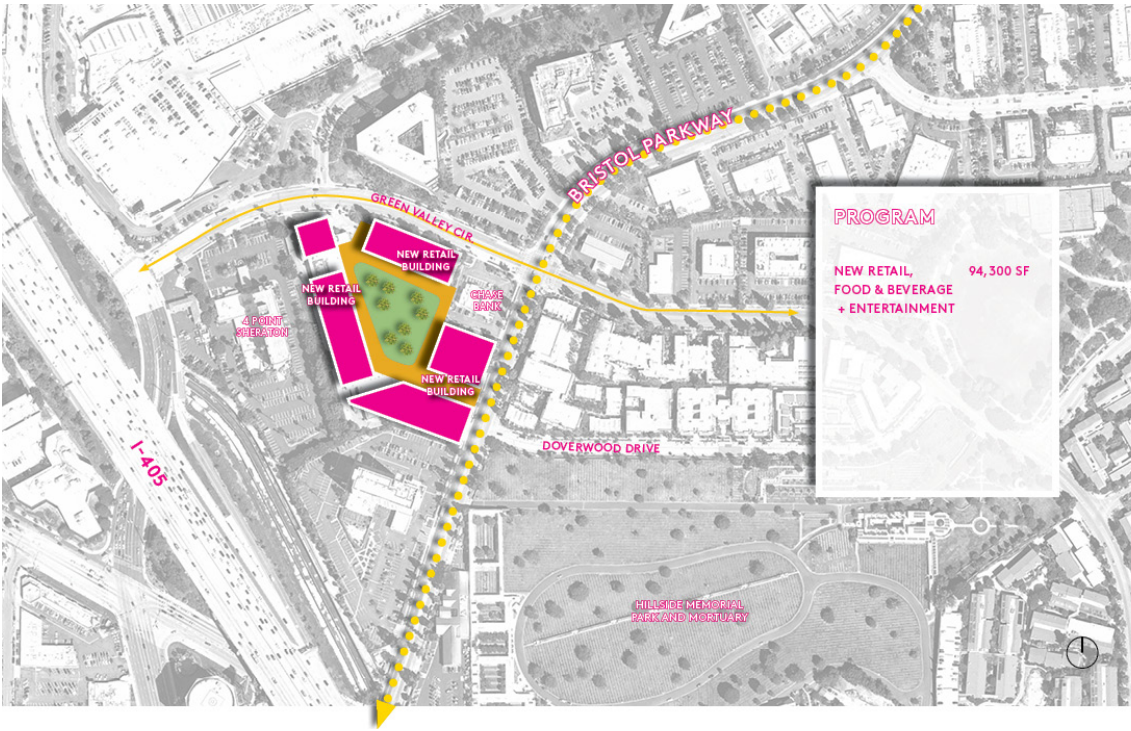 BRISTOL PARKWAY
GREEN VALLEY CIR.
PROGRAM
NEW RETAIL, 94,300 SF
FOOD & BEVERAGE
+ ENTERTAINMENT
NEW RETAIL
BUILDING
NEW RETAIL
BUILDING
CHASE
BANK
4 POINT
SHERATON
NEW RETAIL
BUILDING
DOVERWOOD DRIVE
I-405
HILLSIDE MEMORIAL
PARK AND MORTUARY